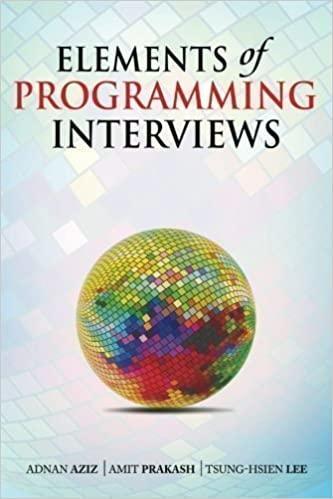 ELEMENTS of
PROGRAMMING
INTERVIEWS
ADNAN AZIZ | AMIT PRAKASH | TSUNG-HSIEN LEE